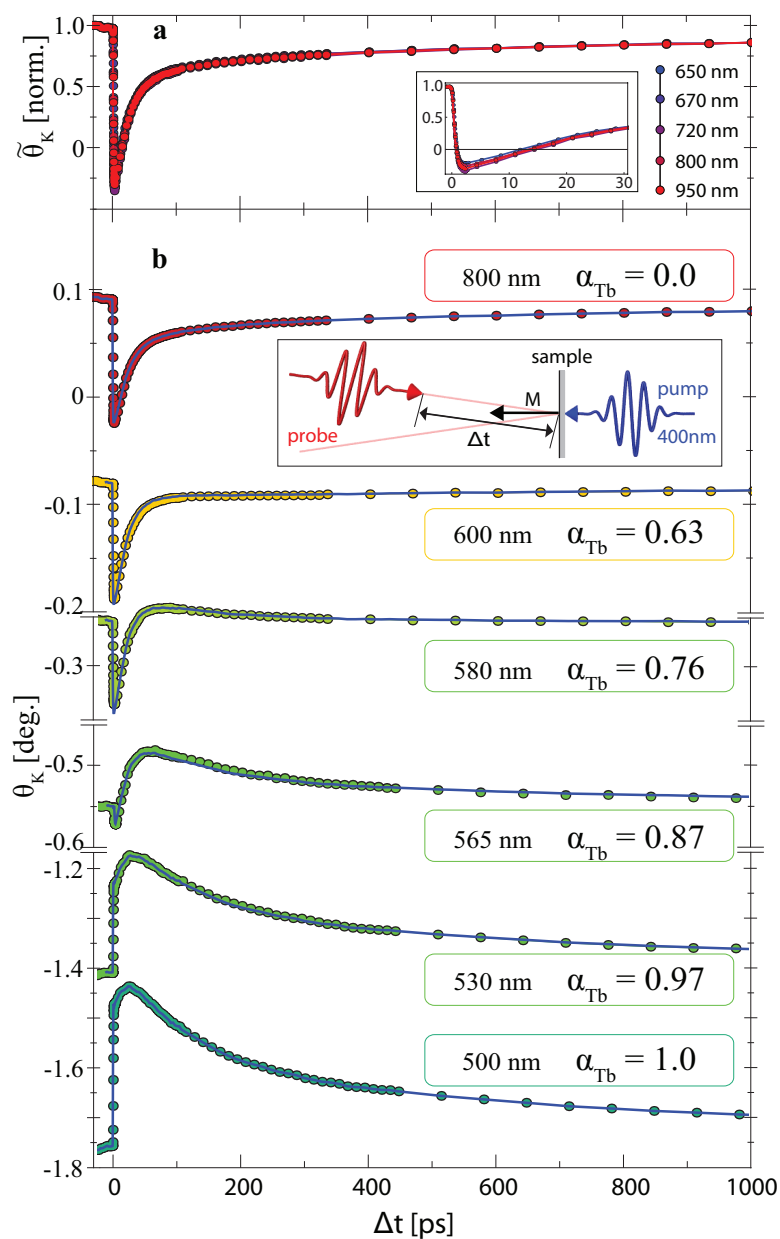 a
θ̃K [norm.]
1.0
0.5
0
1.0
0.5
0
0 10 20 30
650 nm
670 nm
720 nm
800 nm
950 nm
b
800 nm αTb = 0.0
0.1
0
-0.1
-0.2
-0.3
-0.5
-0.6
-1.2
-1.4
-1.6
-1.8
θK [deg.]
sample
M
pump
400nm
probe
Δt
600 nm αTb = 0.63
580 nm αTb = 0.76
565 nm αTb = 0.87
530 nm αTb = 0.97
500 nm αTb = 1.0
0 200 400 600 800 1000
Δt [ps]